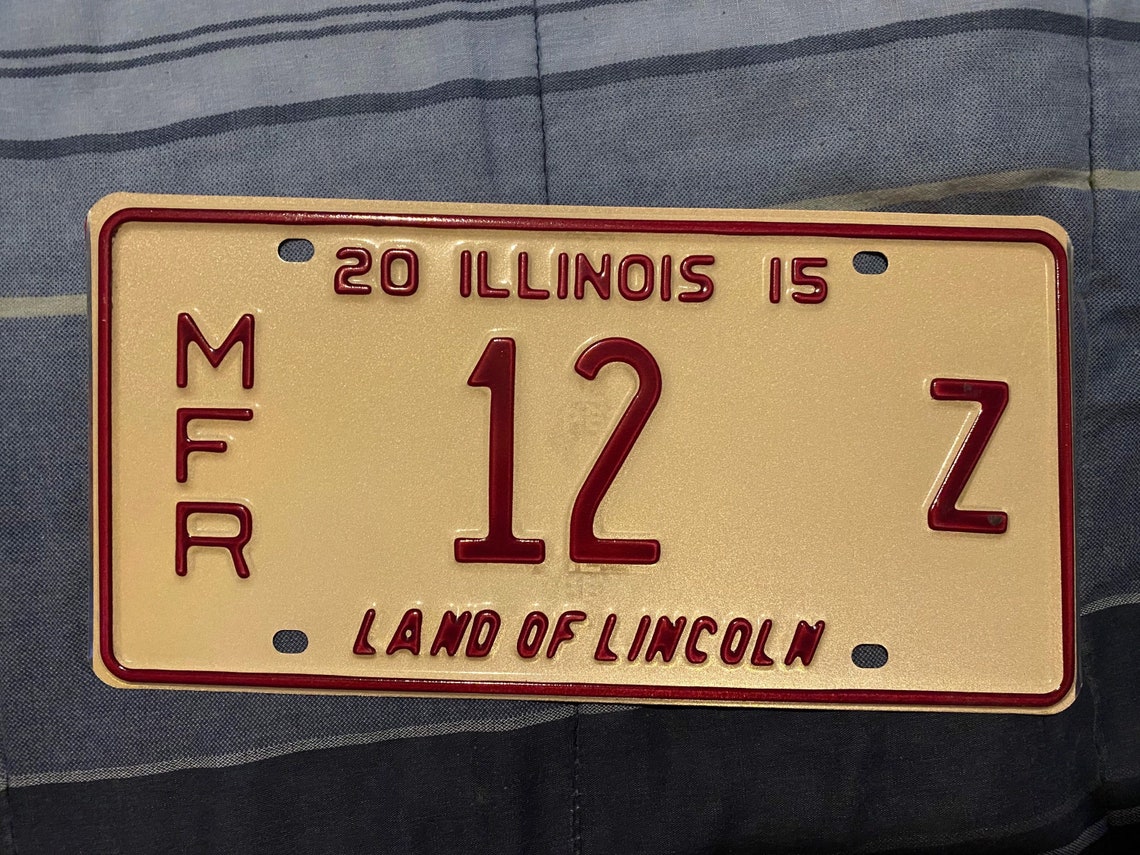 20 ILLINOIS 15
MFR 12 Z
LAND OF LINCOLN